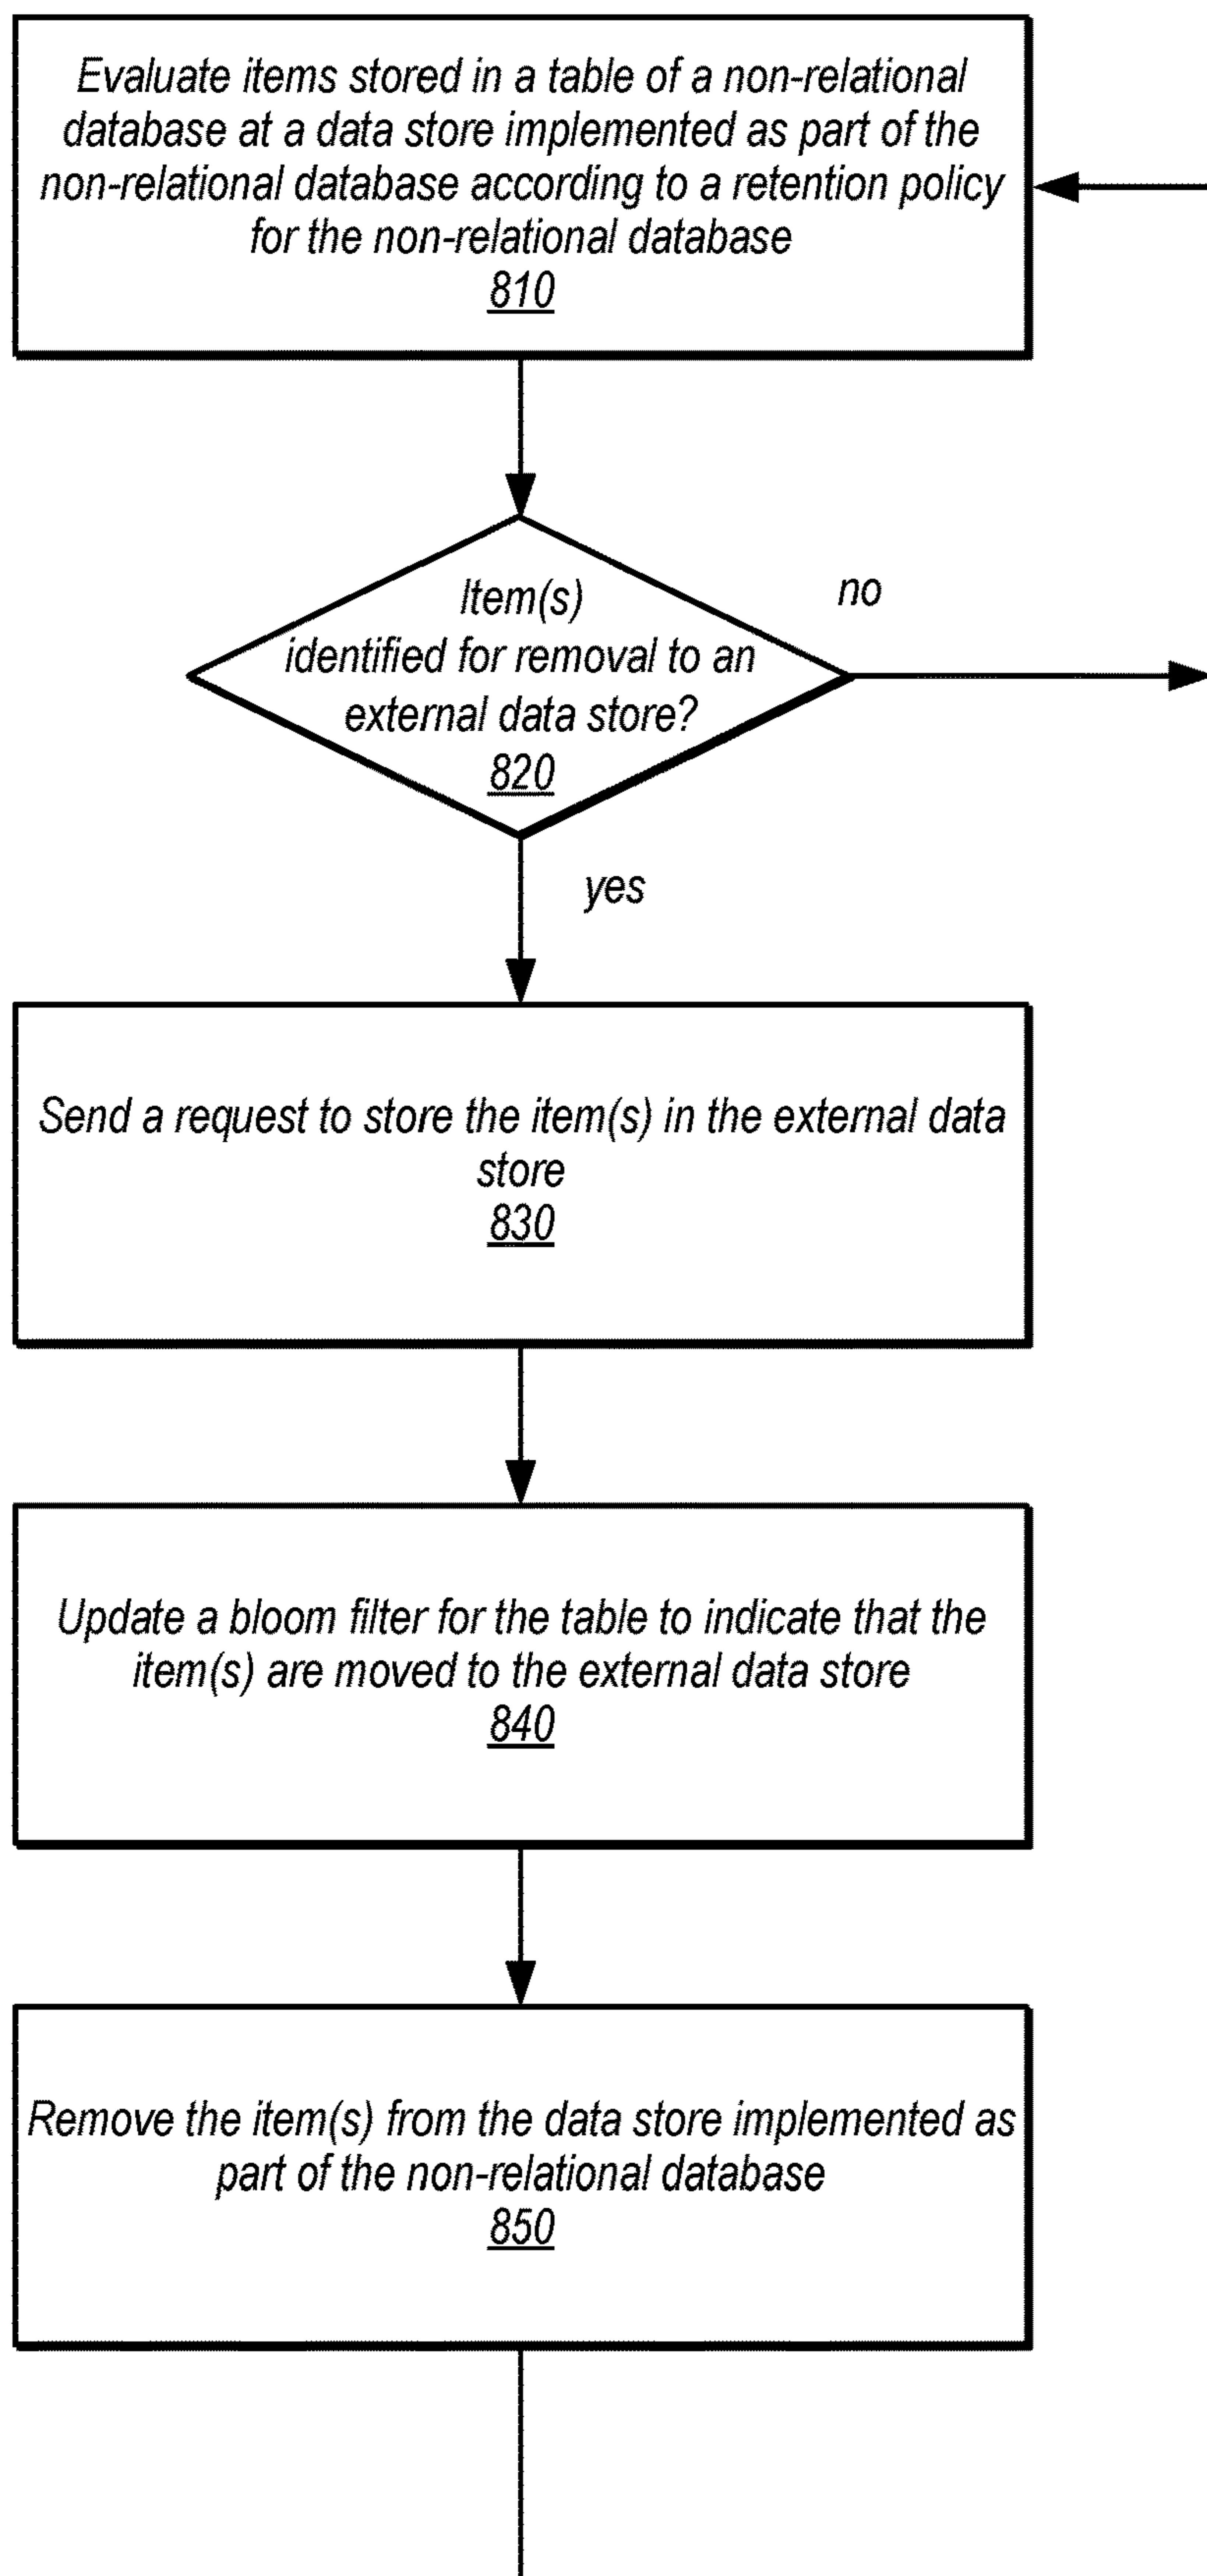 Evaluate items stored in a table of a non-relational
database at a data store implemented as part of the
non-relational database according to a retention policy
for the non-relational database
810
Item(s)
identified for removal to an
external data store?
820
no
yes
Send a request to store the item(s) in the external data
store
830
Update a bloom filter for the table to indicate that the
item(s) are moved to the external data store
840
Remove the item(s) from the data store implemented as
part of the non-relational database
850